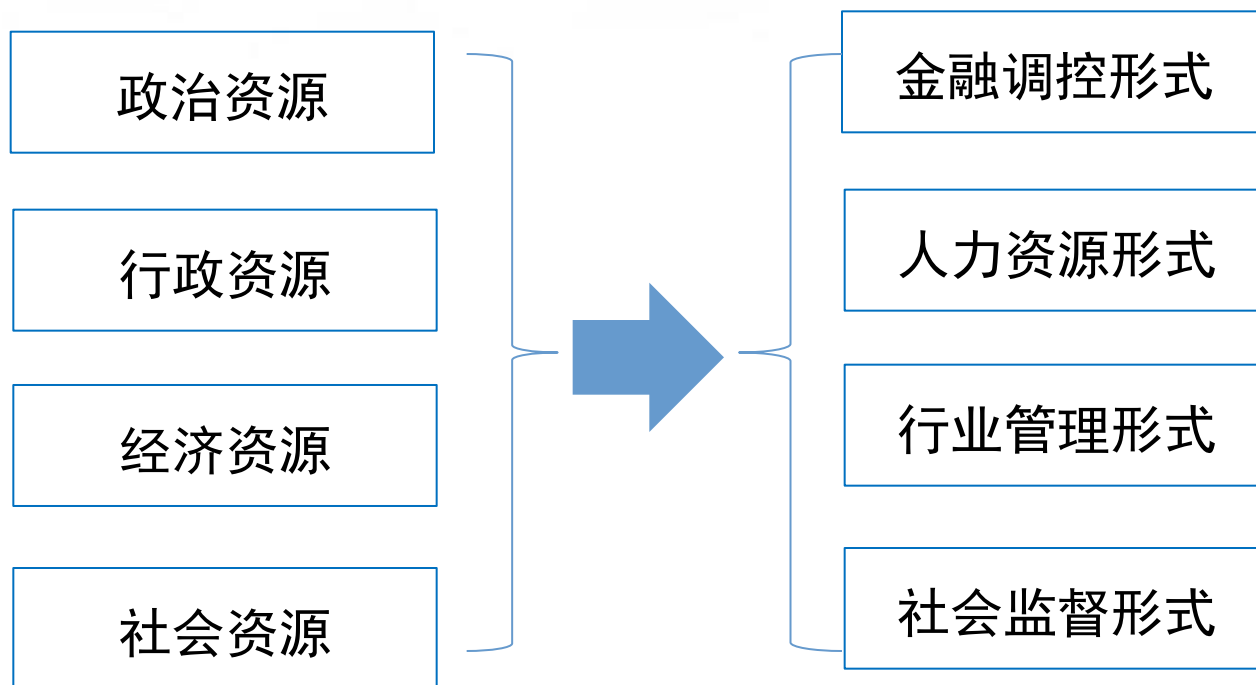 政治资源
行政资源
经济资源
社会资源
金融调控形式
人力资源形式
行业管理形式
社会监督形式